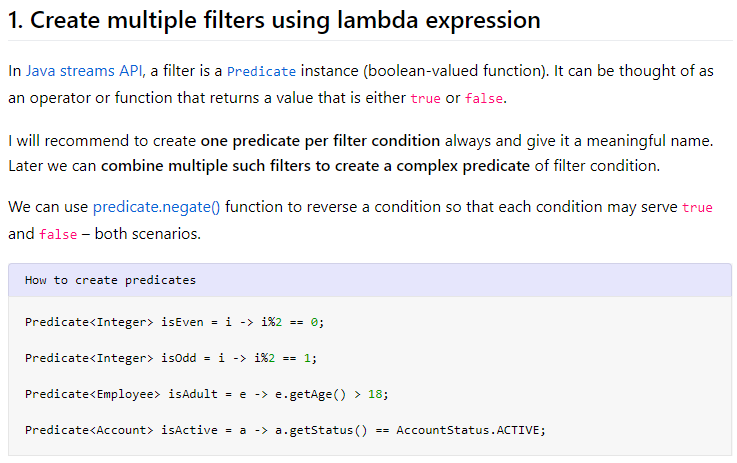 1. Create multiple filters using lambda expression
In Java streams API, a filter is a Predicate instance (boolean-valued function). It can be thought of as
an operator or function that returns a value that is either true or false.
I will recommend to create one predicate per filter condition always and give it a meaningful name.
Later we can combine multiple such filters to create a complex predicate of filter condition.
We can use predicate.negate() function to reverse a condition so that each condition may serve true
and false – both scenarios.
How to create predicates
Predicate<Integer> isEven = i -> i%2 == 0;
Predicate<Integer> isOdd = i -> i%2 == 1;
Predicate<Employee> isAdult = e -> e.getAge() > 18;
Predicate<Account> isActive = a -> a.getStatus() == AccountStatus.ACTIVE;